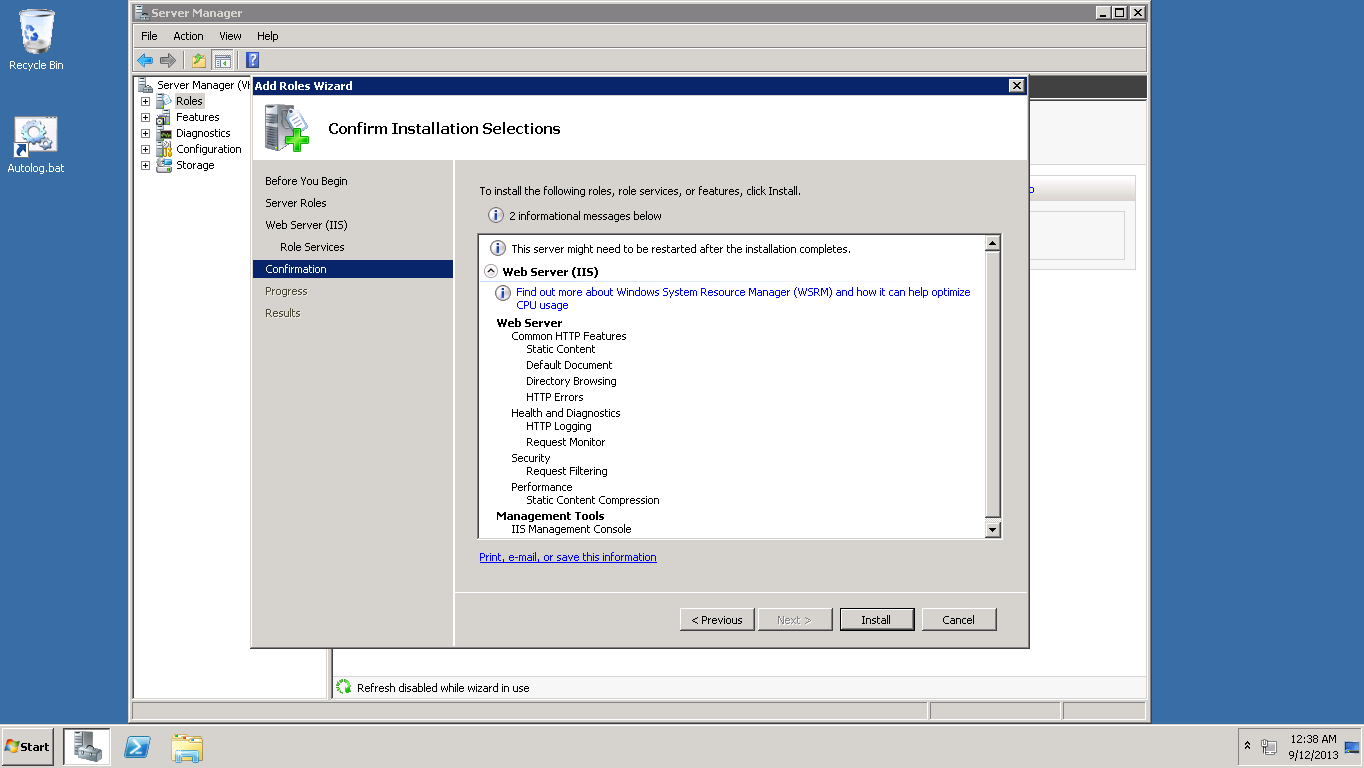 Recycle Bin
Autolog.bat
Server Manager
File Action View Help
Server Manager (
Roles
Features
Diagnostics
Configuration
Storage
Add Roles Wizard
Confirm Installation Selections
Before You Begin
Server Roles
Web Server (IIS)
Role Services
Confirmation
Progress
Results
To install the following roles, role services, or features, click Install.
2 informational messages below
This server might need to be restarted after the installation completes.
Web Server (IIS)
Find out more about Windows System Resource Manager (WSRM) and how it can help optimize
CPU usage
Web Server
Common HTTP Features
Static Content
Default Document
Directory Browsing
HTTP Errors
Health and Diagnostics
HTTP Logging
Request Monitor
Security
Request Filtering
Performance
Static Content Compression
Management Tools
IIS Management Console
Print, e-mail, or save this information
< Previous Next > Install Cancel
Refresh disabled while wizard in use
Start
12:38 AM
9/12/2013